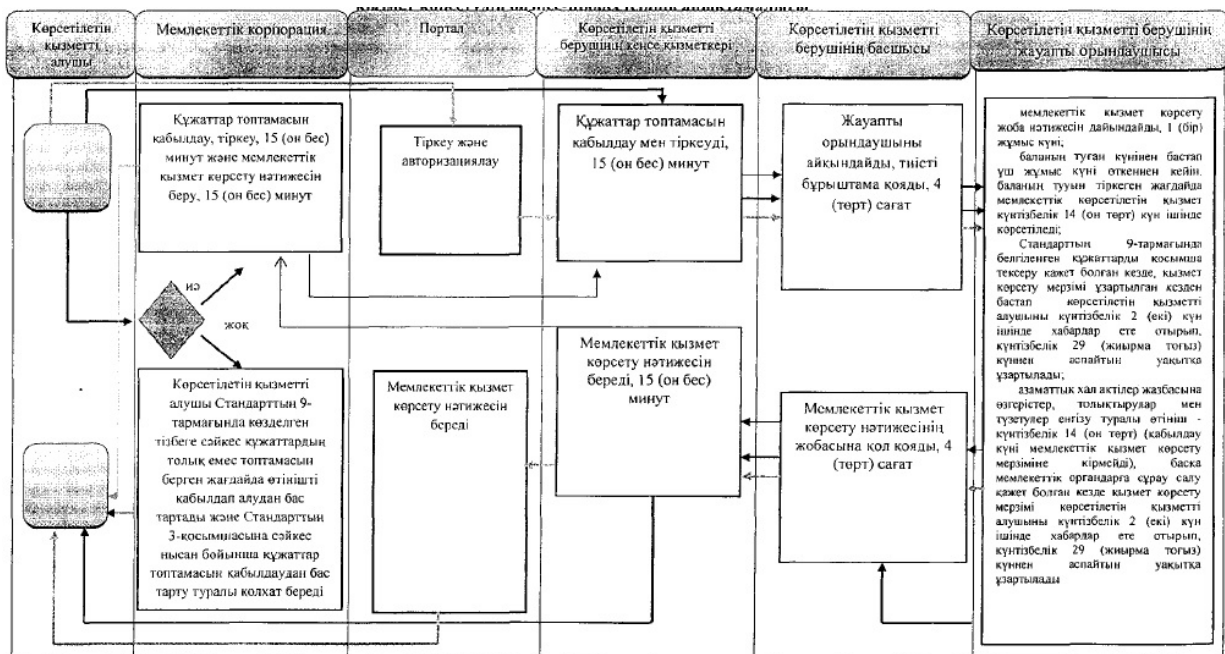 Көрсетілетін
қызметті
алушы
Мемлекеттік корпорация
Портал
Көрсетілетін қызметті
берушінің кеңсе қызметкері
Көрсетілетін қызметті
берушінің басшысы
Көрсетілетін қызметті берушінің
жауапты орындаушысы
Құжаттар топтамасын
қабылдау, тіркеу, 15 (он бес)
минут және мемлекеттік
қызмет көрсету нәтижесін
беру, 15 (он бес) минут
Тіркеу және
авторизациялау
Құжаттар топтамасын
қабылдау мен тіркеуді,
15 (он бес) минут
Жауапты
орындаушыны
айқындайды, тиісті
бұрыштама қояды, 4
(төрт) сағат
мемлекеттік қызмет көрсету
жоба нәтижесін дайындайды, 1 (бір)
жұмыс күні;
баланың туған күнінен бастап
үш жұмыс күні өткеннен кейін
баланың тууын тіркеген жағдайда
мемлекеттік көрсетілетін қызмет
күнтізбелік 14 (он төрт) күн ішінде
көрсетіледі;
Стандарттың 9-тармағында
белгіленген құжаттарды қосымша
тексеру қажет болған кезде, қызмет
көрсету мерзімі ұзартылған кезден
бастап көрсетілетін қызметті
алушыны күнтізбелік 2 (екі) күн
ішінде хабардар ете отырып,
күнтізбелік 29 (жиырма тоғыз)
күннен аспайтын уақытқа
ұзартылады;
азаматтық хал актілер жазбасына
өзгерістер, толықтырулар мен
түзетулер енгізу туралы өтініш -
күнтізбелік 14 (он төрт) (қабылдау
күні мемлекеттік қызмет көрсету
мерзіміне кірмейді), басқа
мемлекеттік органдарға сұрау салу
қажет болған кезде қызмет көрсету
мерзімі көрсетілетін қызметті
алушыны күнтізбелік 2 (екі) күн
ішінде хабардар ете отырып,
күнтізбелік 29 (жиырма тоғыз)
күннен аспайтын уақытқа
ұзартылады
иә
жоқ
Көрсетілетін қызметті
алушы Стандарттың 9-
тармағында көзделген
тізбеге сәйкес құжаттардың
толық емес топтамасын
берген жағдайда өтінішті
қабылдап алудан бас
тартады және Стандарттың
3-қосымшасына сәйкес
нысан бойынша құжаттар
топтамасын қабылдаудан бас
тарту туралы қолхат береді
Мемлекеттік қызмет
көрсету нәтижесін
береді
Мемлекеттік қызмет
көрсету нәтижесін
береді, 15 (он бес)
минут
Мемлекеттік қызмет
көрсету нәтижесінің
жобасына қол қояды, 4
(төрт) сағат